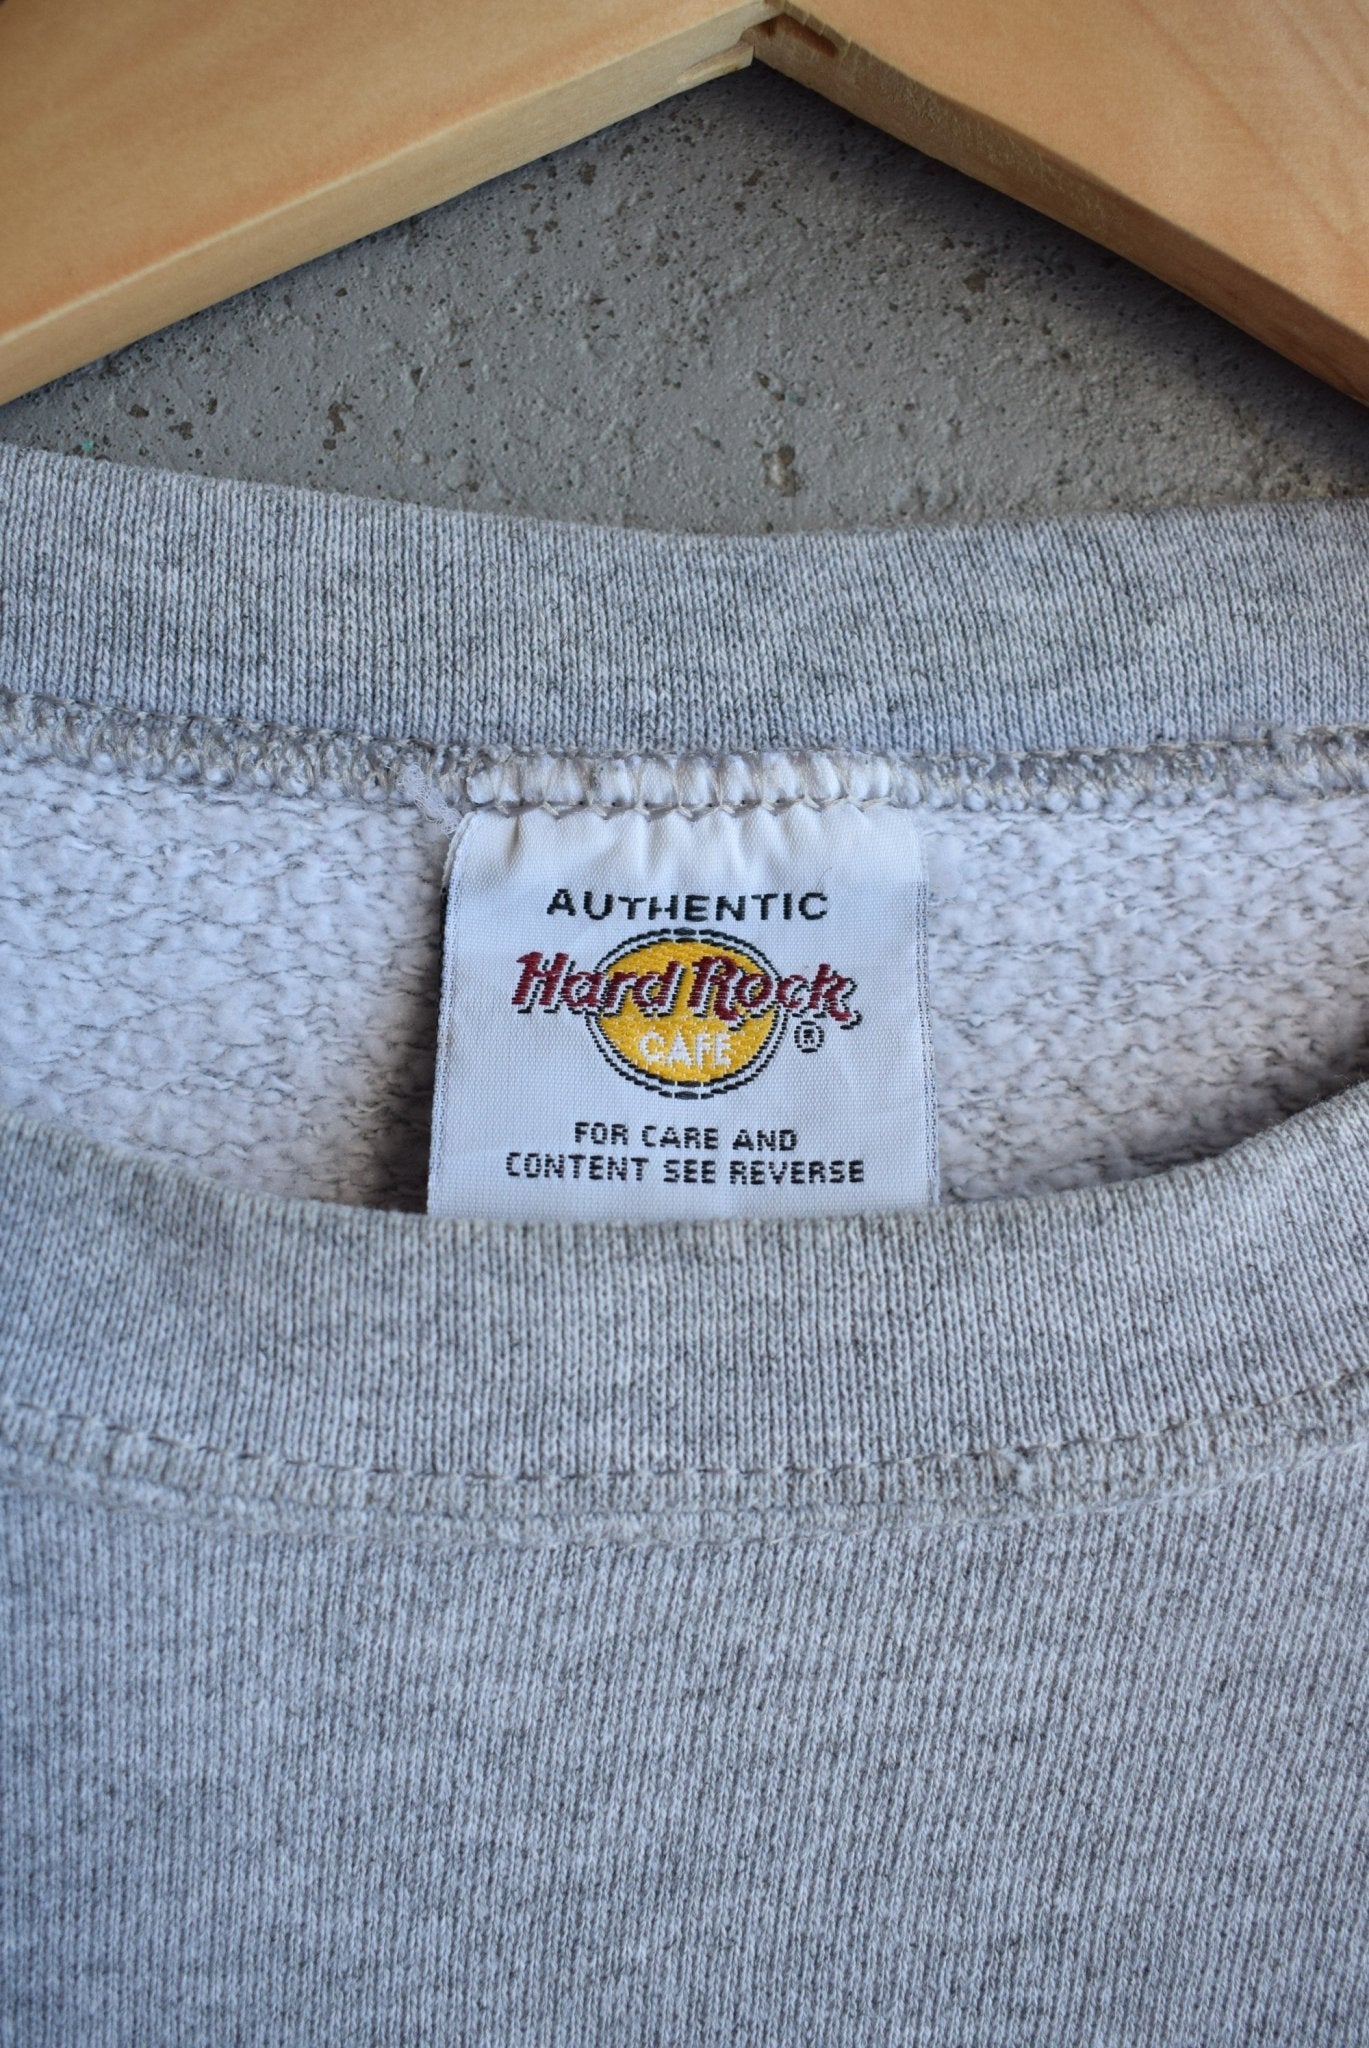 AUTHENTIC
Hard Rock
CAFE ®
FOR CARE AND
CONTENT SEE REVERSE